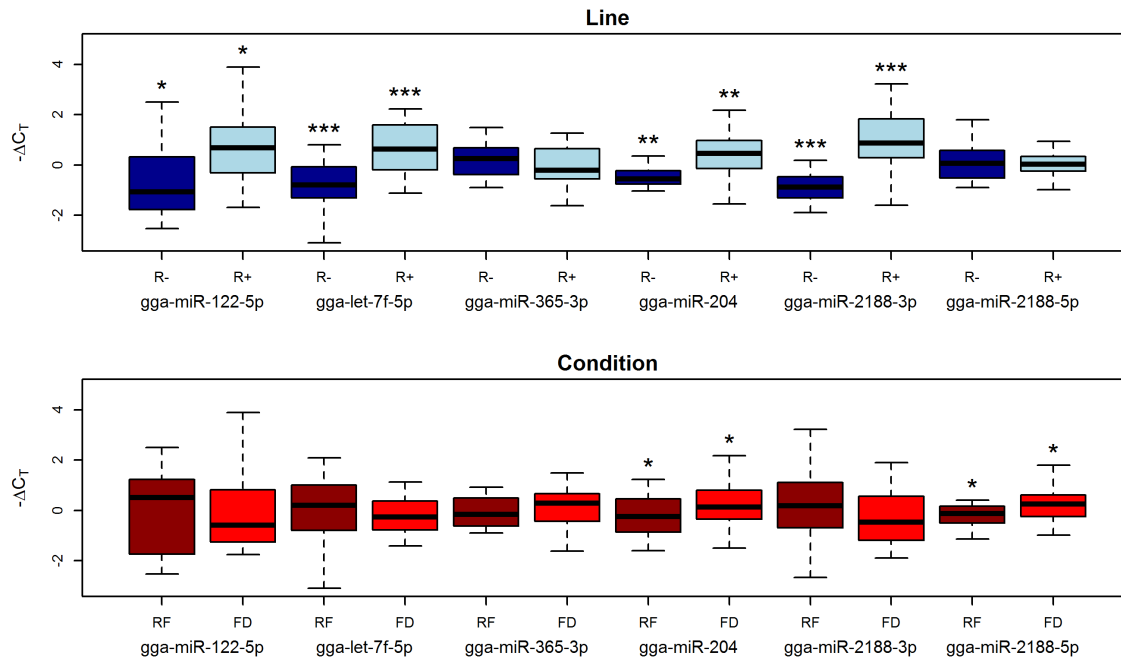 Line
4
2
0
-2
-ΔCT
* * *** *** ** ** *** ***
R- R+ R- R+ R- R+ R- R+ R- R+ R- R+
gga-miR-122-5p gga-let-7f-5p gga-miR-365-3p gga-miR-204 gga-miR-2188-3p gga-miR-2188-5p
Condition
4
2
0
-2
-ΔCT
* * * *
RF FD RF FD RF FD RF FD RF FD RF FD
gga-miR-122-5p gga-let-7f-5p gga-miR-365-3p gga-miR-204 gga-miR-2188-3p gga-miR-2188-5p